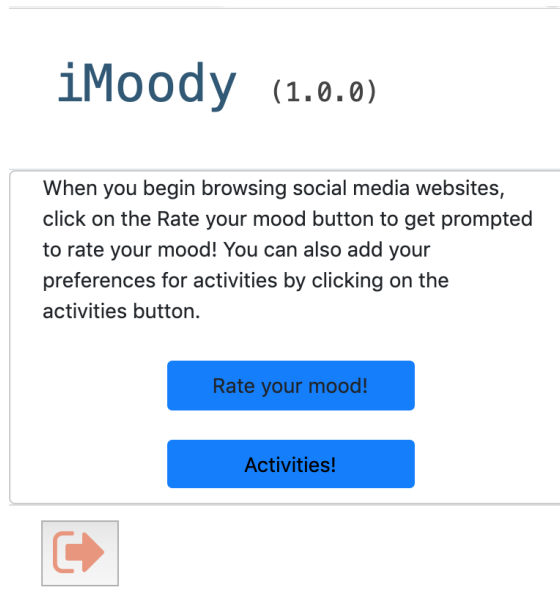 iMoody (1.0.0)
When you begin browsing social media websites,
click on the Rate your mood button to get prompted
to rate your mood! You can also add your
preferences for activities by clicking on the
activities button.
Rate your mood!
Activities!